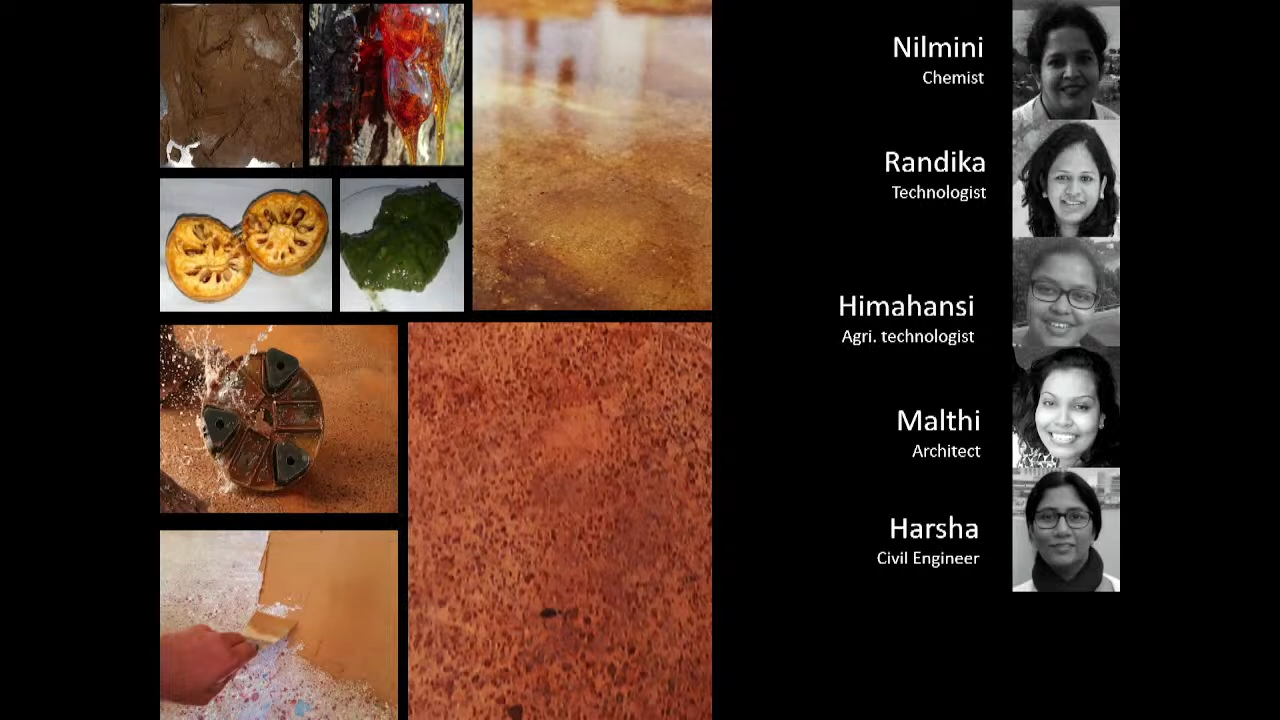 Nilmini
Chemist
Randika
Technologist
Himahansi
Agri. technologist
Malthi
Architect
Harsha
Civil Engineer